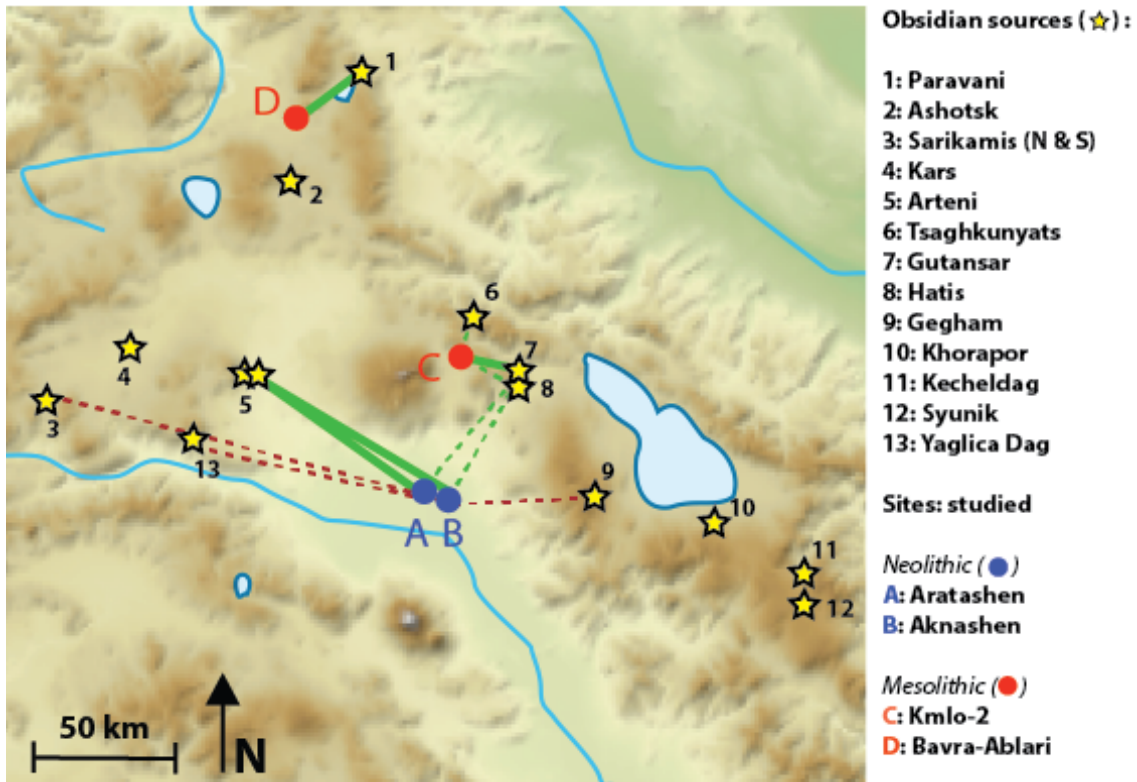 1
D
2
6
7
C
8
4
5
3
13
9
10
A B
11
12
50 km
N
Obsidian sources (☆) :
1: Paravani
2: Ashotsk
3: Sarikamis (N & S)
4: Kars
5: Arteni
6: Tsaghkunyats
7: Gutansar
8: Hatis
9: Gegham
10: Khorapor
11: Kecheldag
12: Syunik
13: Yaglica Dag
Sites: studied
Neolithic (●)
A: Aratashen
B: Aknashen
Mesolithic (●)
C: Kmlo-2
D: Bavra-Ablari